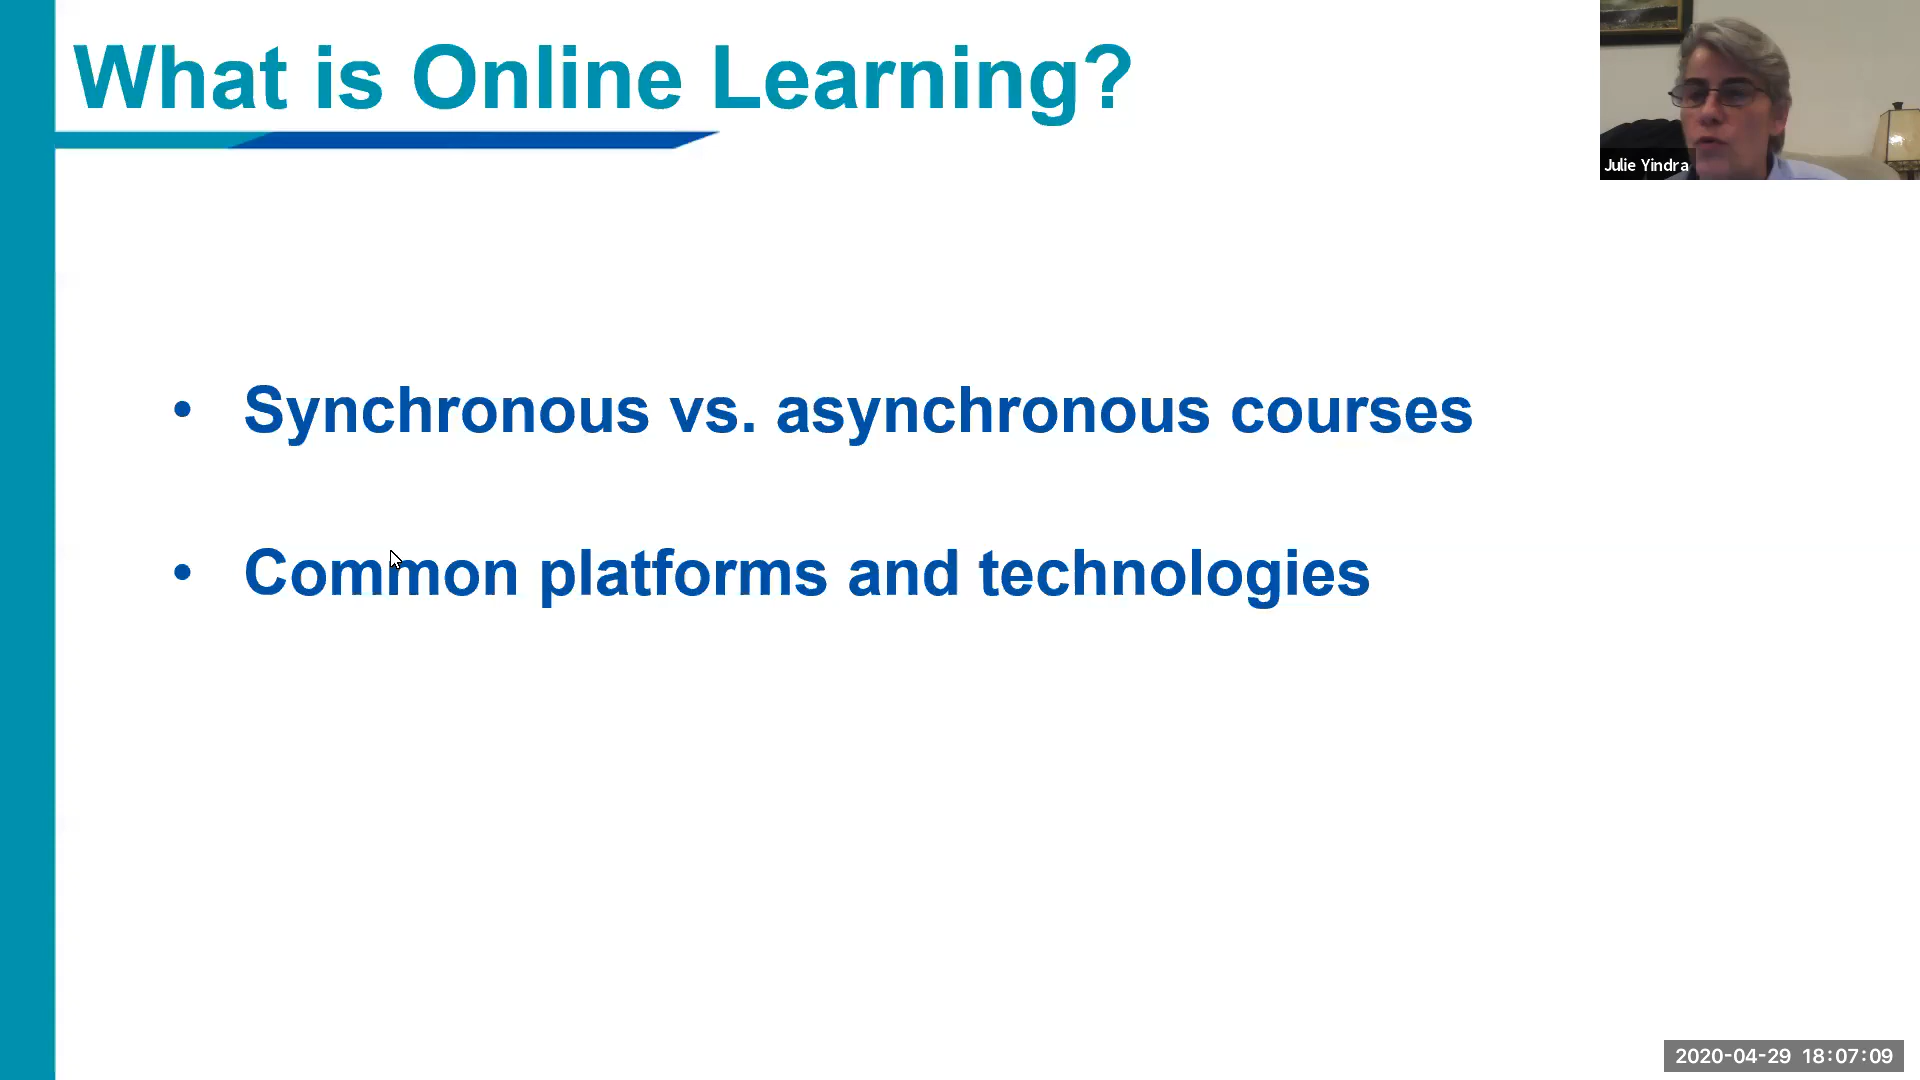 What is Online Learning?
Julie Yindra
• Synchronous vs. asynchronous courses
• Common platforms and technologies
2020-04-29 18:07:09